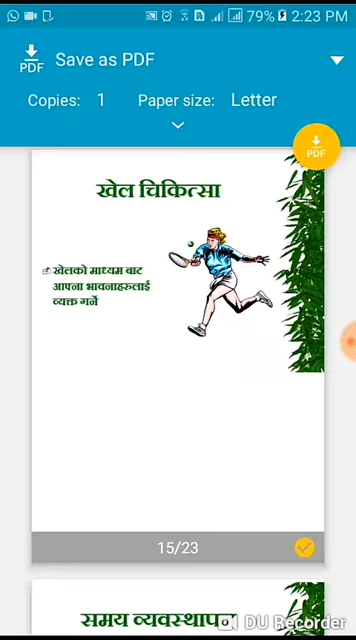 79% 2:23 PM
PDF
Save as PDF
Copies: 1 Paper size: Letter
PDF
खेल चिकित्सा
खेलको माध्यम बाट
आपना भावनाहरुलाई
व्यक्त गर्ने
15/23
समय व्यवस्थापन
DU Recorder